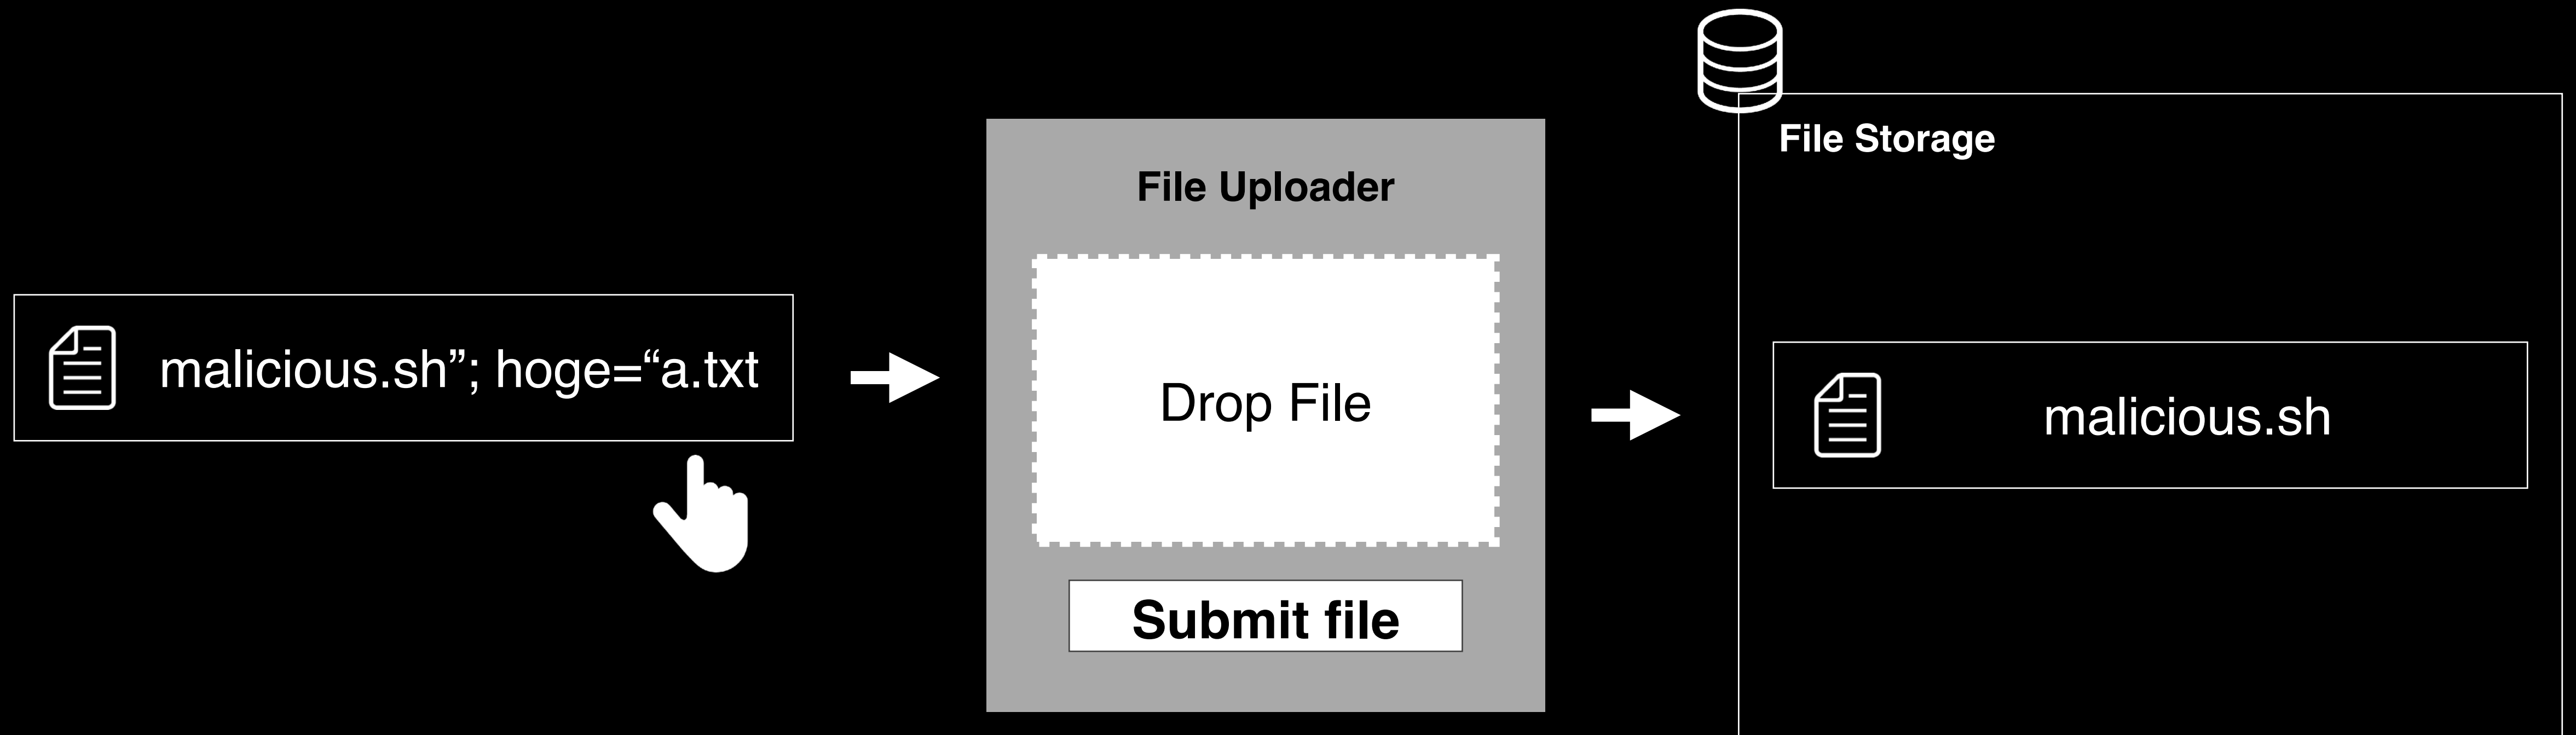 malicious.sh”; hoge=“a.txt
File Uploader
Drop File
Submit file
File Storage
malicious.sh